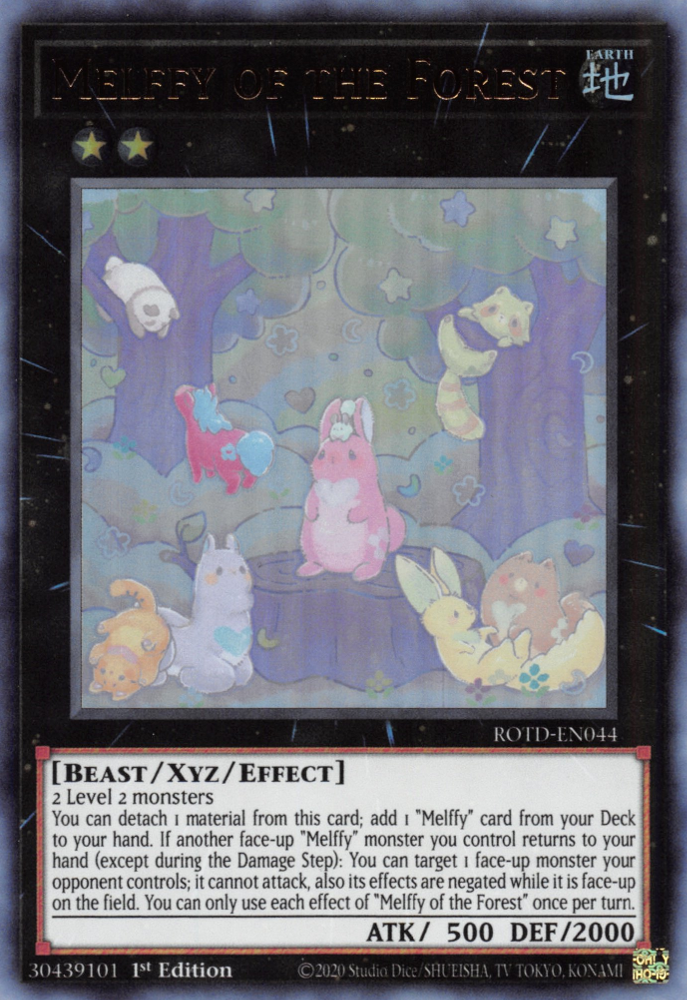 MELFFY OF THE FOREST
EARTH
地
ROTD-EN044
[BEAST/XYZ/EFFECT]
2 Level 2 monsters
You can detach 1 material from this card; add 1 "Melffy" card from your Deck
to your hand. If another face-up "Melffy" monster you control returns to your
hand (except during the Damage Step): You can target 1 face-up monster your
opponent controls; it cannot attack, also its effects are negated while it is face-up
on the field. You can only use each effect of "Melffy of the Forest" once per turn.
ATK/ 500 DEF/2000
30439101 1st Edition ©2020 Studio Dice/SHUEISHA, TV TOKYO, KONAMI